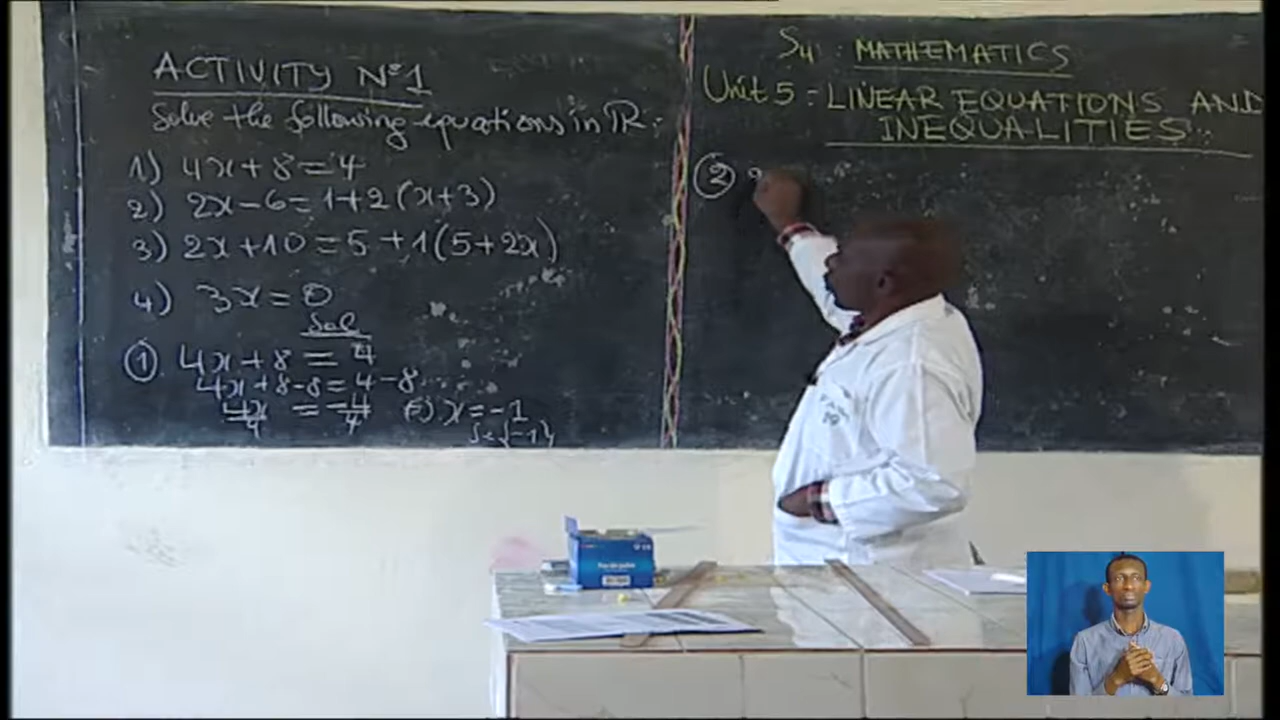 ACTIVITY Nº1
Solve the following equations in ℝ:
1) 4x+8=4
2) 2x-6=1+2(x+3)
3) 2x+10=5+1(5+2x)
4) 3x=0
Sol
① 4x+8=4
4x+8-8=4-8
4x/4 = -4/4 (=) x=-1
S={-1}
S4: MATHEMATICS
Unit 5: LINEAR EQUATIONS AND
INEQUALITIES:
②